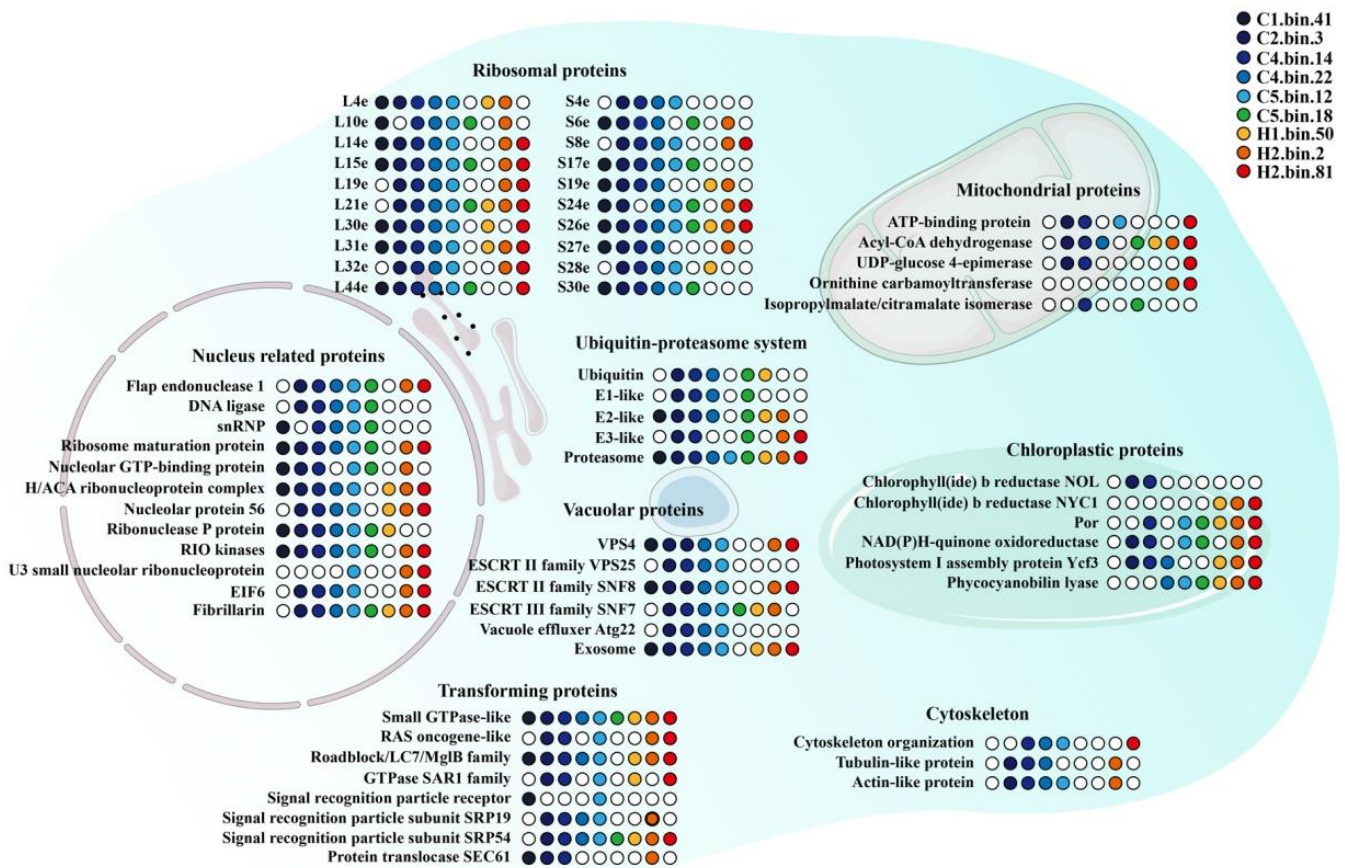 C1.bin.41
C2.bin.3
C4.bin.14
C4.bin.22
C5.bin.12
C5.bin.18
H1.bin.50
H2.bin.2
H2.bin.81
Ribosomal proteins
L4e
L10e
L14e
L15e
L19e
L21e
L30e
L31e
L32e
L44e
S4e
S6e
S8e
S17e
S19e
S24e
S26e
S27e
S28e
S30e
Mitochondrial proteins
ATP-binding protein
Acyl-CoA dehydrogenase
UDP-glucose 4-epimerase
Ornithine carbamoyltransferase
Isopropylmalate/citramalate isomerase
Nucleus related proteins
Flap endonuclease 1
DNA ligase
snRNP
Ribosome maturation protein
Nucleolar GTP-binding protein
H/ACA ribonucleoprotein complex
Nucleolar protein 56
Ribonuclease P protein
RIO kinases
U3 small nucleolar ribonucleoprotein
EIF6
Fibrillarin
Ubiquitin-proteasome system
Ubiquitin
E1-like
E2-like
E3-like
Proteasome
Vacuolar proteins
VPS4
ESCRT II family VPS25
ESCRT II family SNF8
ESCRT III family SNF7
Vacuole effluxer Atg22
Exosome
Chloroplastic proteins
Chlorophyll(ide) b reductase NOL
Chlorophyll(ide) b reductase NYC1
Por
NAD(P)H-quinone oxidoreductase
Photosystem I assembly protein Ycf3
Phycocyanobilin lyase
Transforming proteins
Small GTPase-like
RAS oncogene-like
Roadblock/LC7/MglB family
GTPase SAR1 family
Signal recognition particle receptor
Signal recognition particle subunit SRP19
Signal recognition particle subunit SRP54
Protein translocase SEC61
Cytoskeleton
Cytoskeleton organization
Tubulin-like protein
Actin-like protein